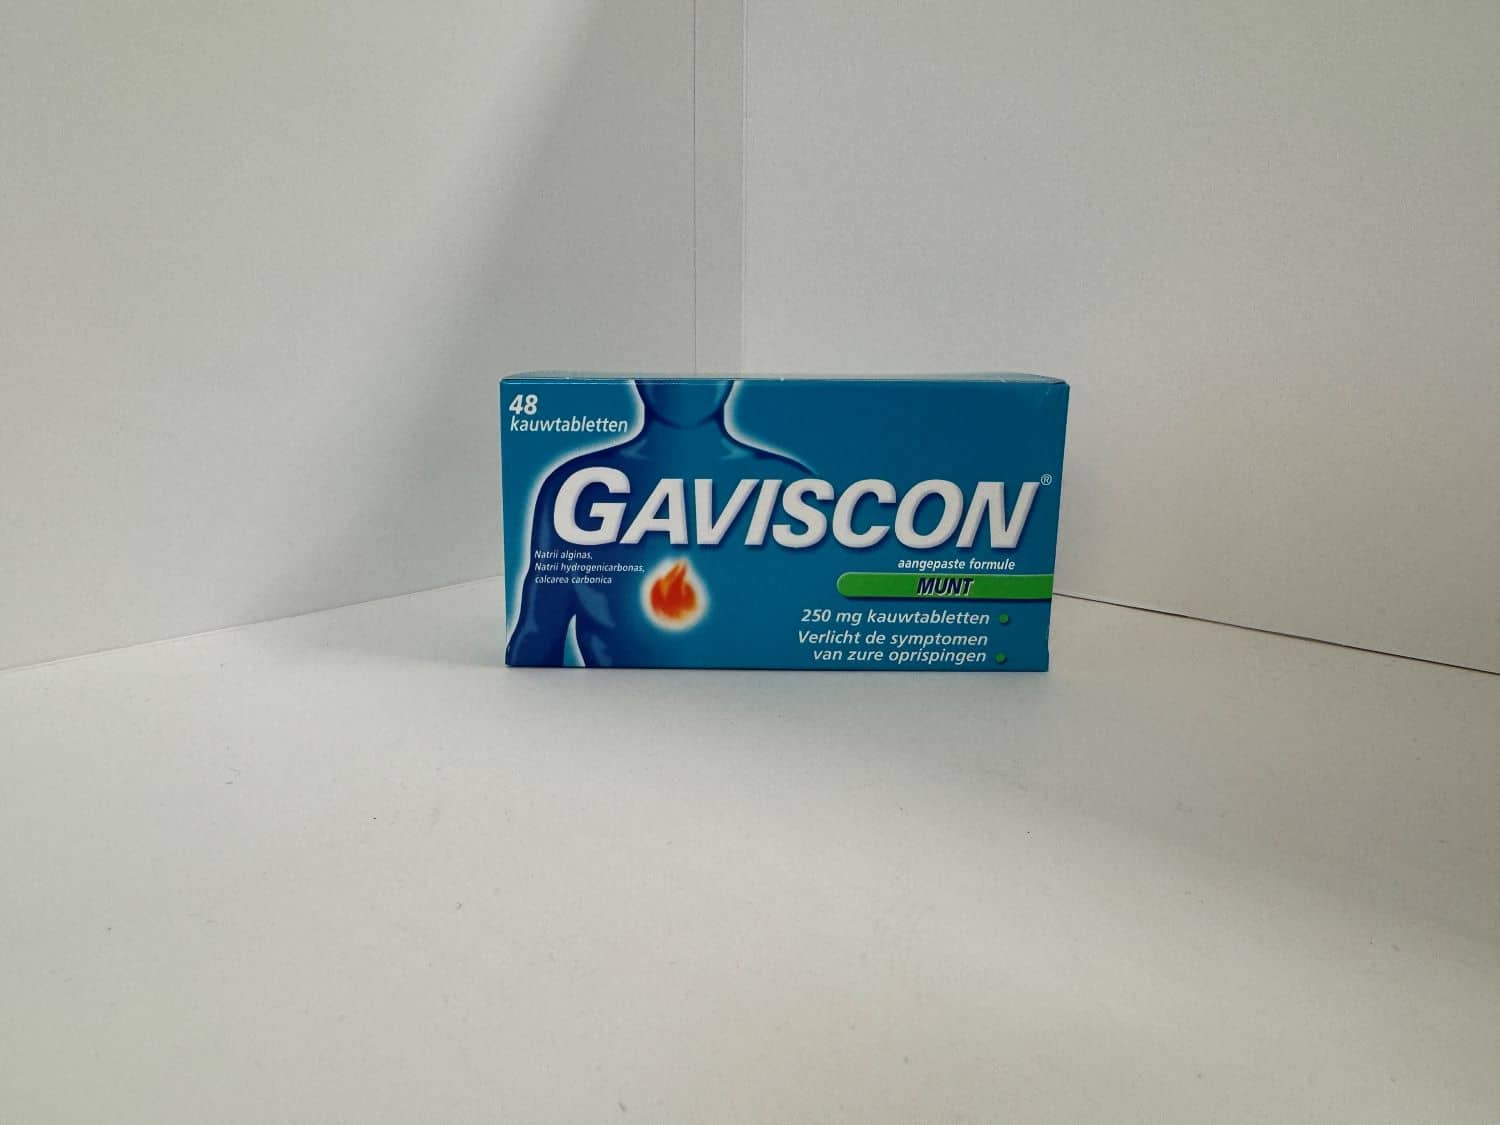 48
kauwtabletten
GAVISCON®
Natrii alginas,
Natrii hydrogenicarbonas,
calcarea carbonica
aangepaste formule
MUNT
250 mg kauwtabletten
Verlicht de symptomen
van zure oprispingen